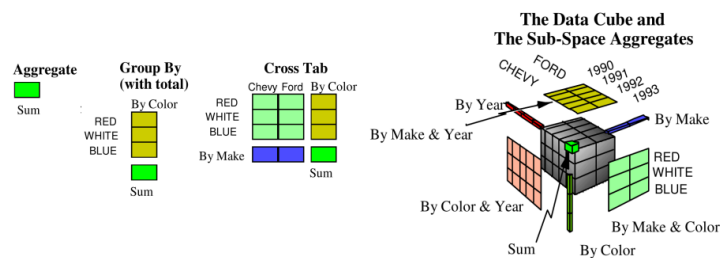 Aggregate
Sum
Group By
(with total)
By Color
RED
WHITE
BLUE
Sum
Cross Tab
Chevy Ford By Color
RED
WHITE
BLUE
By Make
Sum
The Data Cube and
The Sub-Space Aggregates
CHEVY
FORD
1990
1991
1992
1993
By Year
By Make
By Make & Year
RED
WHITE
BLUE
By Color & Year
By Make & Color
Sum
By Color